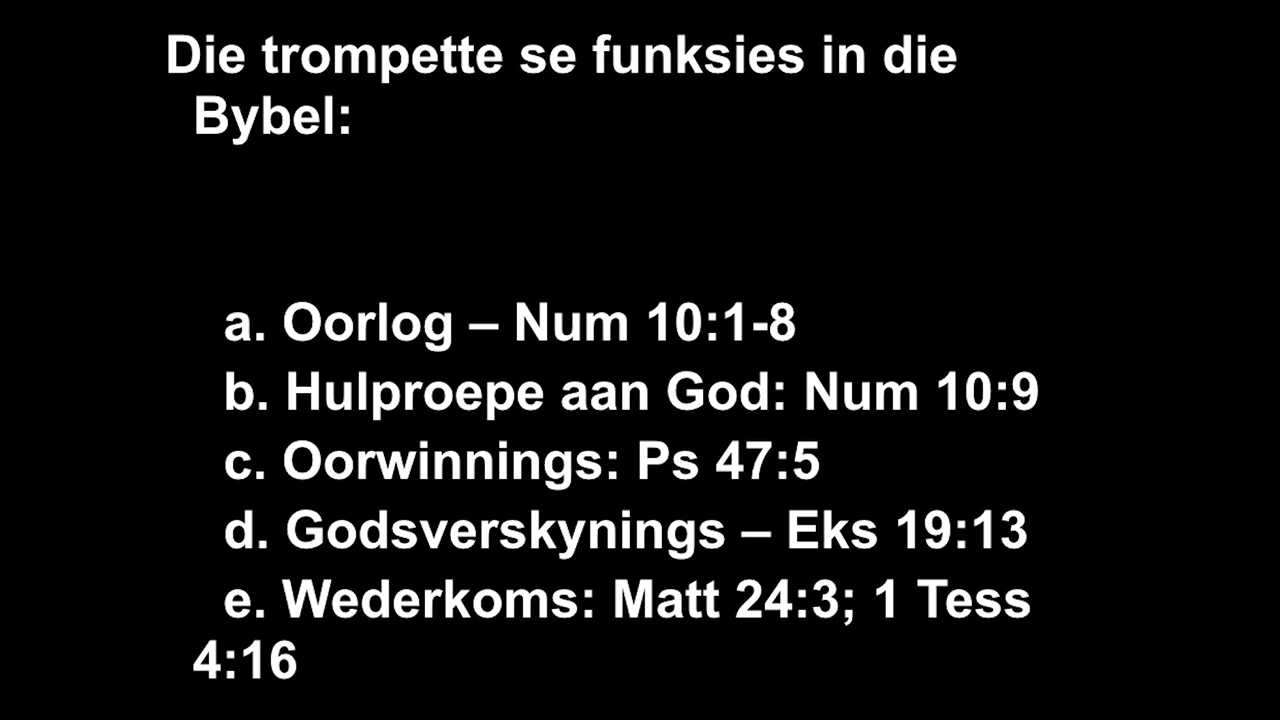 Die trompette se funksies in die
Bybel:
a. Oorlog – Num 10:1-8
b. Hulproepe aan God: Num 10:9
c. Oorwinnings: Ps 47:5
d. Godsverskynings – Eks 19:13
e. Wederkoms: Matt 24:3; 1 Tess
4:16